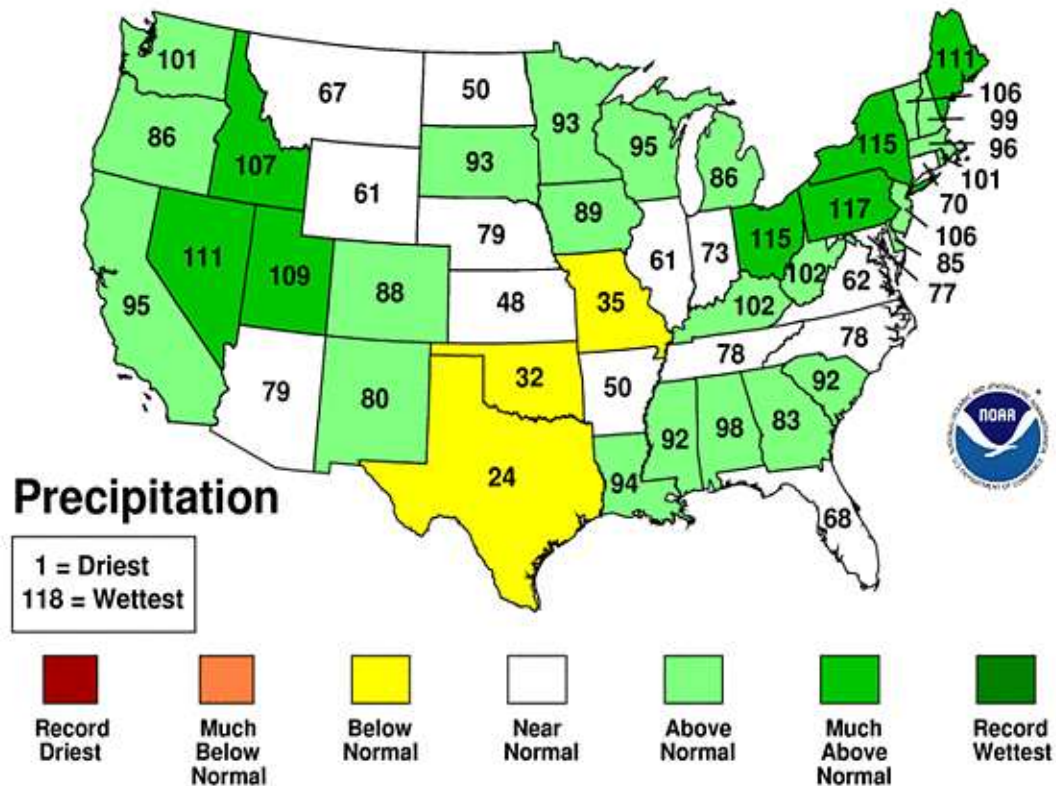 101
67
50
93
111
106
99
96
101
70
106
85
77
86
107
61
93
95
86
115
117
111
109
88
79
89
61
73
115
102
62
95
48
35
102
78
78
79
80
32
50
92
98
83
92
24
94
68
NOAA
Precipitation
1 = Driest
118 = Wettest
Record
Driest
Much
Below
Normal
Below
Normal
Near
Normal
Above
Normal
Much
Above
Normal
Record
Wettest